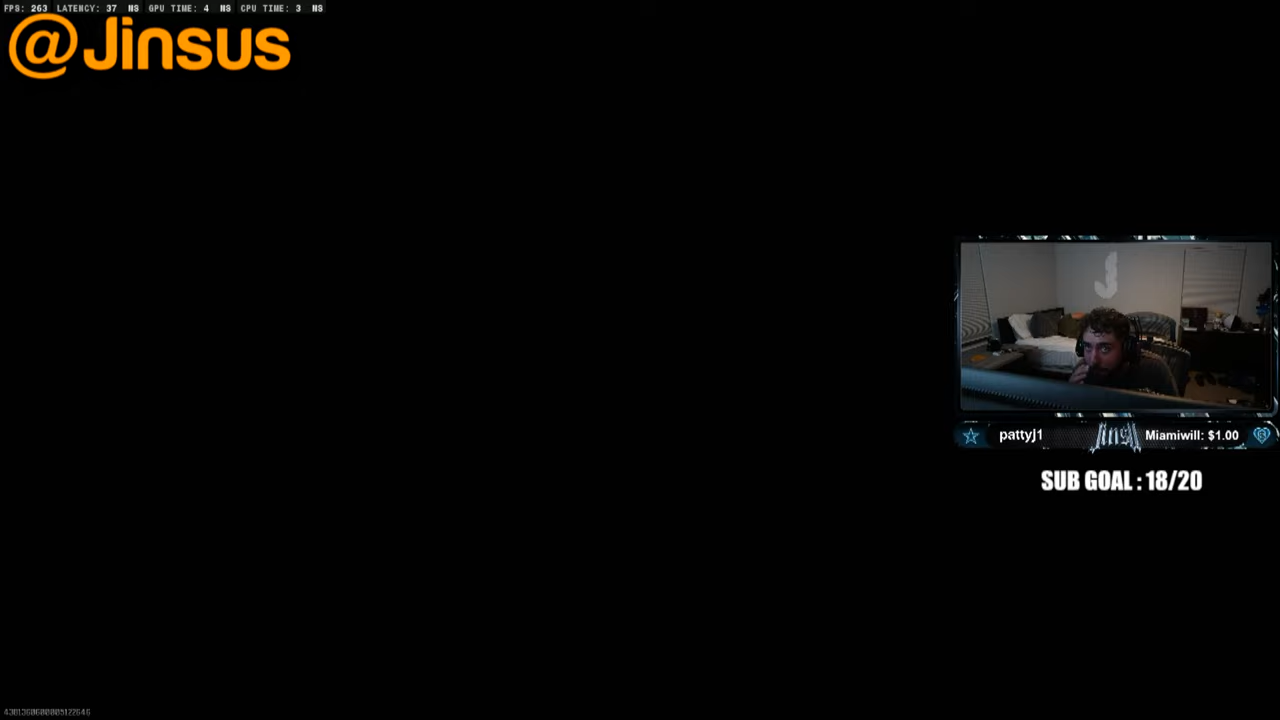 FPS: 263 LATENCY: 37 MS GPU TIME: 4 MS CPU TIME: 3 MS
@Jinsus
J
pattyJ1
Miamiwill: $1.00
SUB GOAL : 18/20